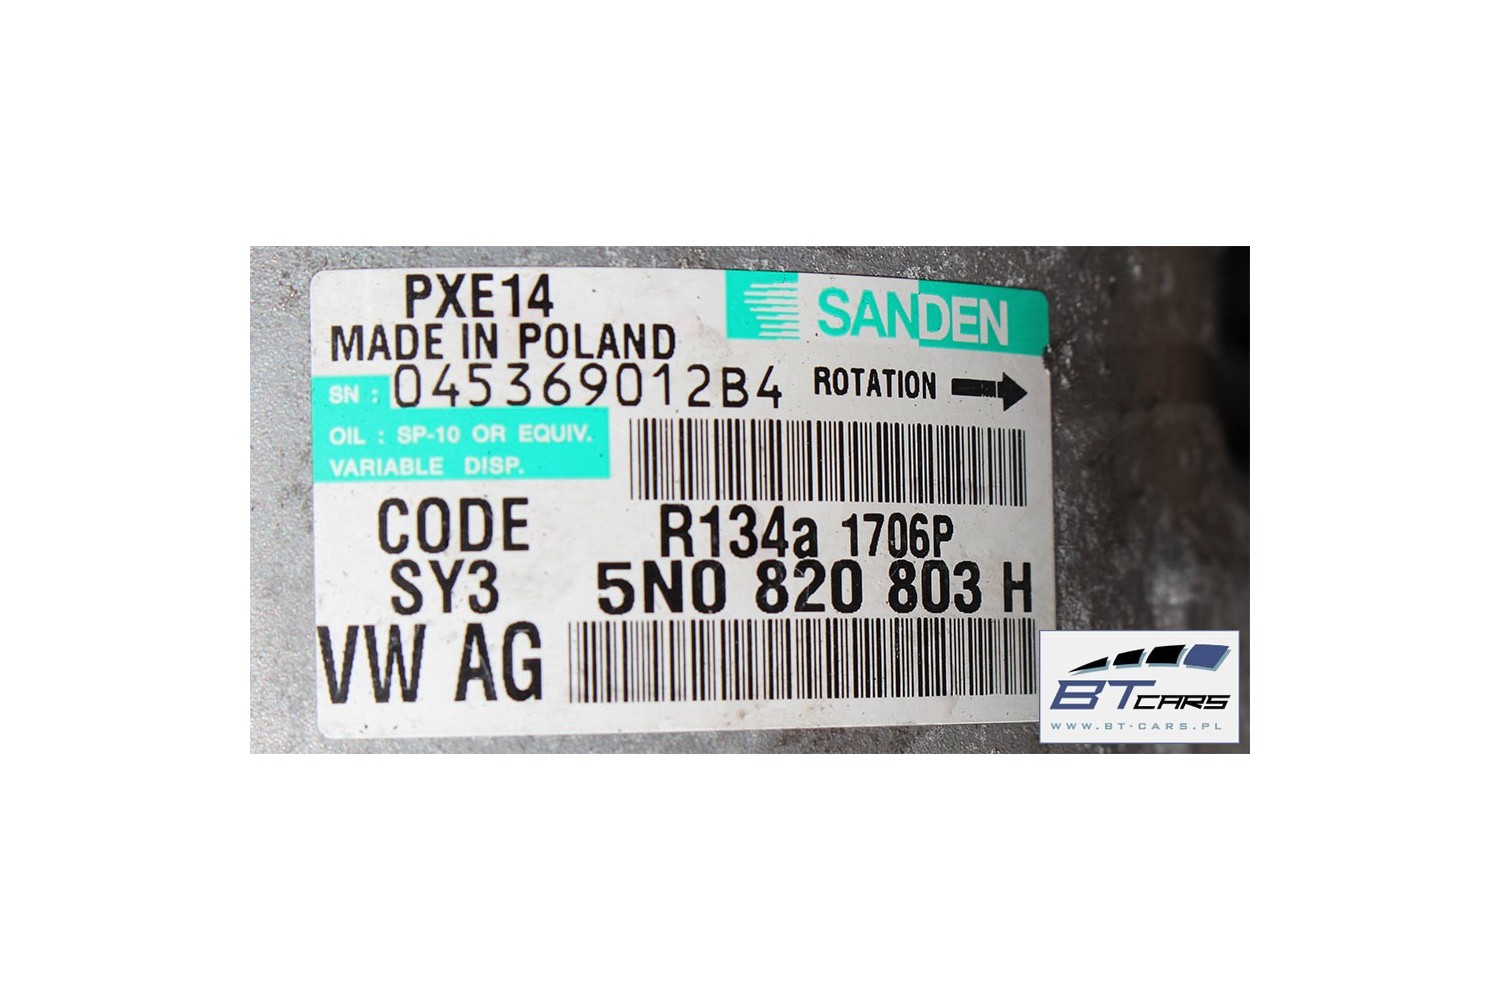 PXE14
SANDEN
MADE IN POLAND
SN : 045369012B4
ROTATION
OIL : SP-10 OR EQUIV.
VARIABLE DISP.
CODE
R134a 1706P
SY3
5N0 820 803 H
VW AG
BT CARS
WWW.BT-CARS.PL